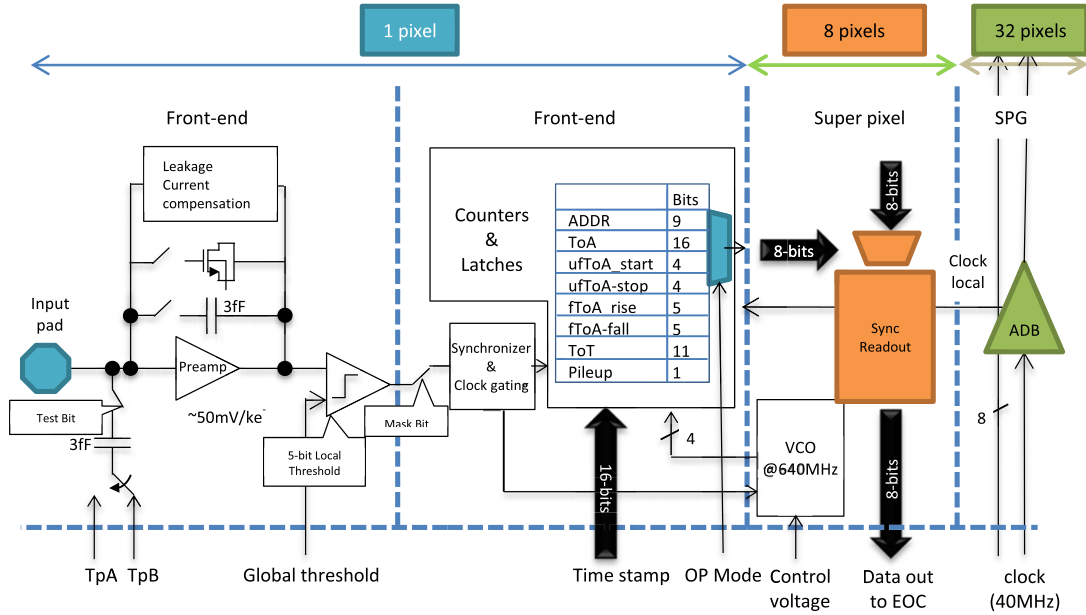 1 pixel
8 pixels
32 pixels
Front-end
Front-end
Super pixel
SPG
Leakage
Current
compensation
3fF
Input
pad
Preamp
~50mV/ke-
Test Bit
3fF
TpA
TpB
5-bit Local
Threshold
Mask Bit
Global threshold
Synchronizer
&
Clock gating
Counters
&
Latches
Bits
ADDR 9
ToA 16
ufToA_start 4
ufToA-stop 4
fToA_rise 5
fToA-fall 5
ToT 11
Pileup 1
16-bits
Time stamp
OP Mode
4
VCO
@640MHz
Control
voltage
8-bits
8-bits
Sync
Readout
8-bits
Data out
to EOC
Clock
local
ADB
8
clock
(40MHz)